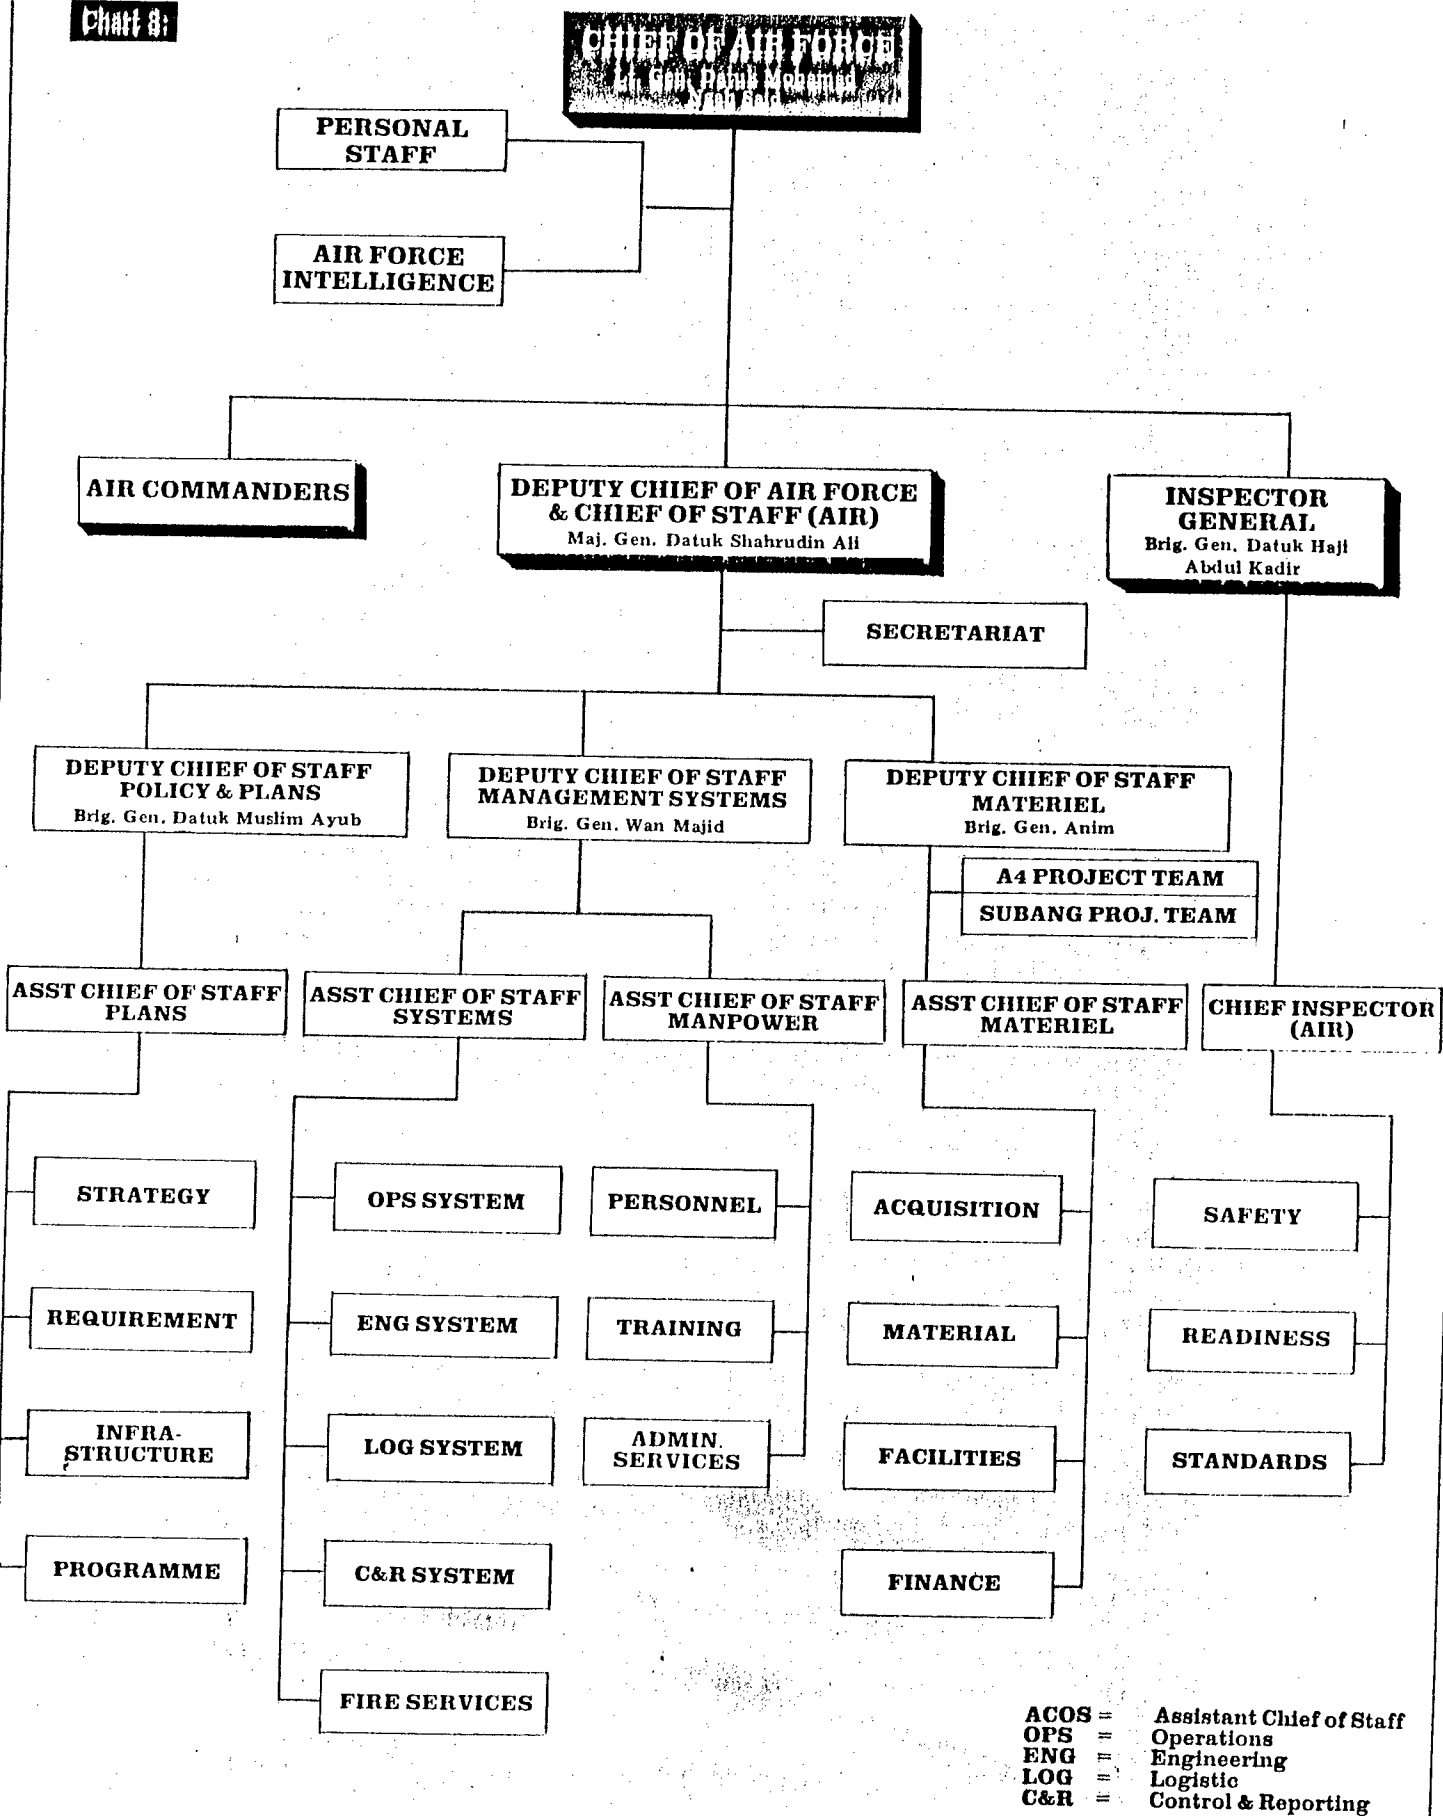 Chart 8:
CHIEF OF AIR FORCE
Lt. Gen. Datuk Mohamed
PERSONAL
STAFF
AIR FORCE
INTELLIGENCE
AIR COMMANDERS
DEPUTY CHIEF OF AIR FORCE
& CHIEF OF STAFF (AIR)
Maj. Gen. Datuk Shahrudin Ali
INSPECTOR
GENERAL
Brig. Gen. Datuk Haji
Abdul Kadir
SECRETARIAT
DEPUTY CHIEF OF STAFF
POLICY & PLANS
Brig. Gen. Datuk Muslim Ayub
DEPUTY CHIEF OF STAFF
MANAGEMENT SYSTEMS
Brig. Gen. Wan Majid
DEPUTY CHIEF OF STAFF
MATERIEL
Brig. Gen. Anim
A4 PROJECT TEAM
SUBANG PROJ. TEAM
ASST CHIEF OF STAFF
PLANS
ASST CHIEF OF STAFF
SYSTEMS
ASST CHIEF OF STAFF
MANPOWER
ASST CHIEF OF STAFF
MATERIEL
CHIEF INSPECTOR
(AIR)
STRATEGY
OPS SYSTEM
PERSONNEL
ACQUISITION
SAFETY
REQUIREMENT
ENG SYSTEM
TRAINING
MATERIAL
READINESS
INFRA-
STRUCTURE
LOG SYSTEM
ADMIN.
SERVICES
FACILITIES
STANDARDS
PROGRAMME
C&R SYSTEM
FINANCE
FIRE SERVICES
ACOS = Assistant Chief of Staff
OPS = Operations
ENG = Engineering
LOG = Logistic
C&R = Control & Reporting